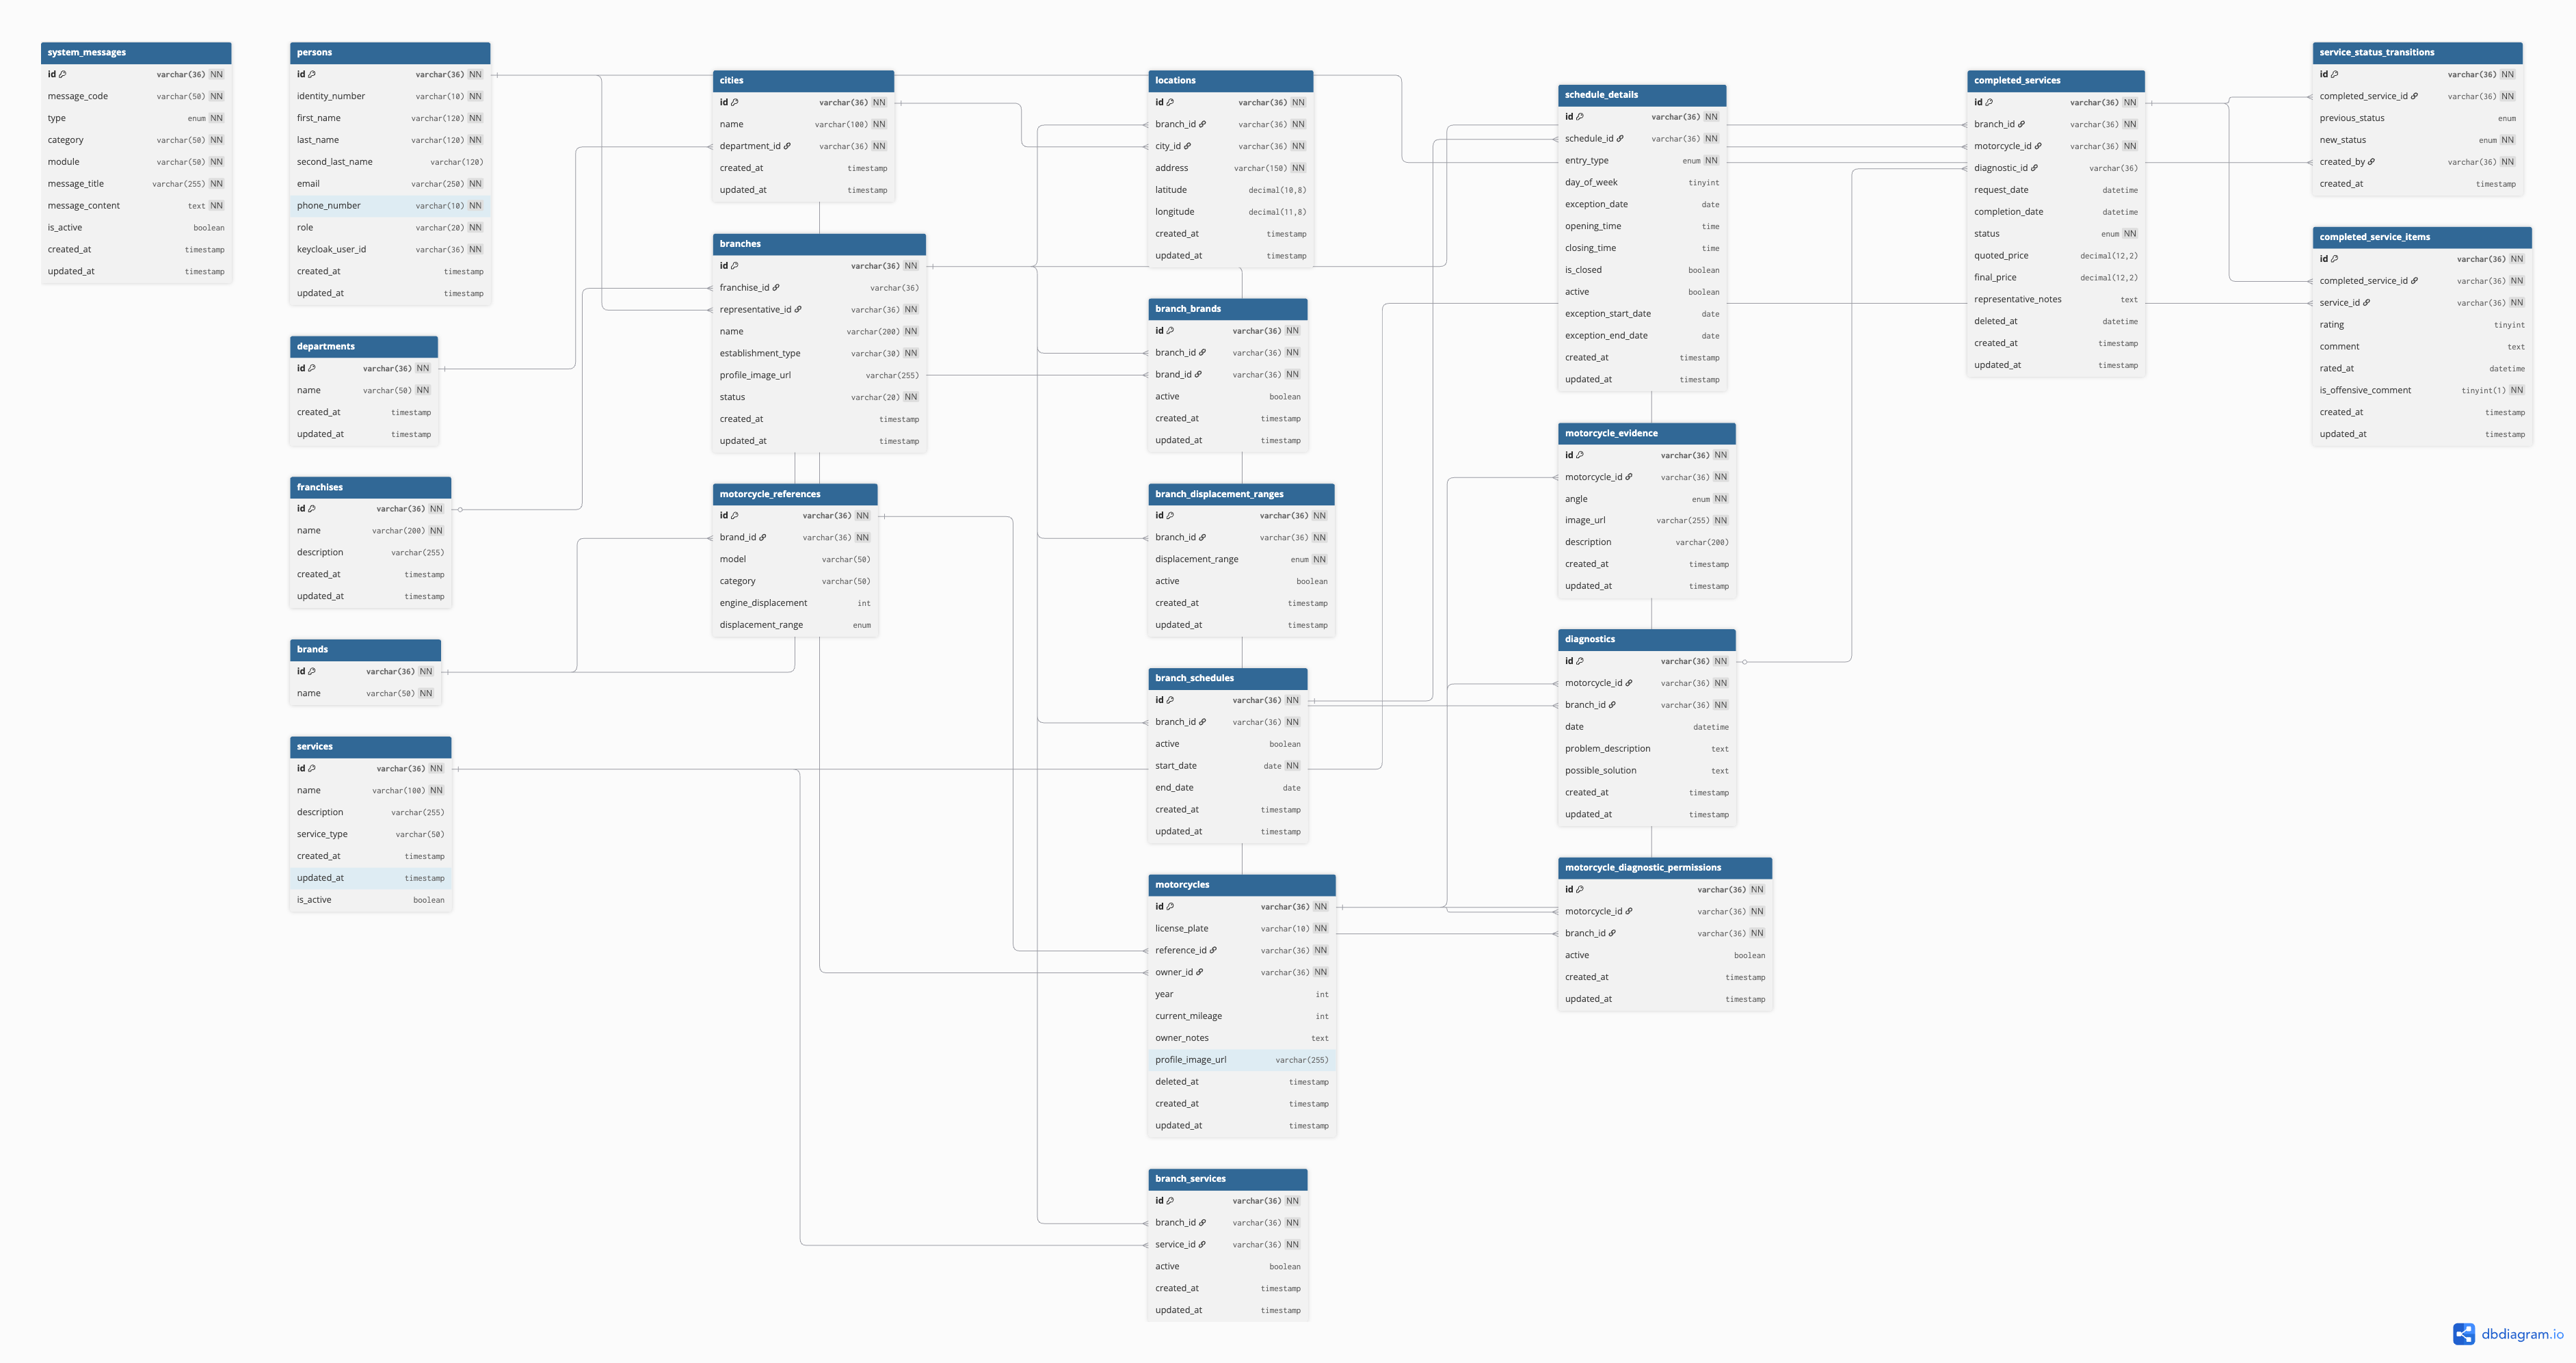 system_messages
id varchar(36) NN
message_code varchar(50) NN
type enum NN
category varchar(50) NN
module varchar(50) NN
message_title varchar(255) NN
message_content text NN
is_active boolean
created_at timestamp
updated_at timestamp
persons
id varchar(36) NN
identity_number varchar(10) NN
first_name varchar(120) NN
last_name varchar(120) NN
second_last_name varchar(120)
email varchar(250) NN
phone_number varchar(10) NN
role varchar(20) NN
keycloak_user_id varchar(36) NN
created_at timestamp
updated_at timestamp
departments
id varchar(36) NN
name varchar(50) NN
created_at timestamp
updated_at timestamp
franchises
id varchar(36) NN
name varchar(200) NN
description varchar(255)
created_at timestamp
updated_at timestamp
brands
id varchar(36) NN
name varchar(50) NN
services
id varchar(36) NN
name varchar(100) NN
description varchar(255)
service_type varchar(50)
created_at timestamp
updated_at timestamp
is_active boolean
cities
id varchar(36) NN
name varchar(100) NN
department_id varchar(36) NN
created_at timestamp
updated_at timestamp
branches
id varchar(36) NN
franchise_id varchar(36)
representative_id varchar(36) NN
name varchar(200) NN
establishment_type varchar(30) NN
profile_image_url varchar(255)
status varchar(20) NN
created_at timestamp
updated_at timestamp
motorcycle_references
id varchar(36) NN
brand_id varchar(36) NN
model varchar(50)
category varchar(50)
engine_displacement int
displacement_range enum
locations
id varchar(36) NN
branch_id varchar(36) NN
city_id varchar(36) NN
address varchar(150) NN
latitude decimal(10,8)
longitude decimal(11,8)
created_at timestamp
updated_at timestamp
branch_brands
id varchar(36) NN
branch_id varchar(36) NN
brand_id varchar(36) NN
active boolean
created_at timestamp
updated_at timestamp
branch_displacement_ranges
id varchar(36) NN
branch_id varchar(36) NN
displacement_range enum NN
active boolean
created_at timestamp
updated_at timestamp
branch_schedules
id varchar(36) NN
branch_id varchar(36) NN
active boolean
start_date date NN
end_date date
created_at timestamp
updated_at timestamp
motorcycles
id varchar(36) NN
license_plate varchar(10) NN
reference_id varchar(36) NN
owner_id varchar(36) NN
year int
current_mileage int
owner_notes text
profile_image_url varchar(255)
deleted_at timestamp
created_at timestamp
updated_at timestamp
branch_services
id varchar(36) NN
branch_id varchar(36) NN
service_id varchar(36) NN
active boolean
created_at timestamp
updated_at timestamp
schedule_details
id varchar(36) NN
schedule_id varchar(36) NN
entry_type enum NN
day_of_week tinyint
exception_date date
opening_time time
closing_time time
is_closed boolean
active boolean
exception_start_date date
exception_end_date date
created_at timestamp
updated_at timestamp
motorcycle_evidence
id varchar(36) NN
motorcycle_id varchar(36) NN
angle enum NN
image_url varchar(255) NN
description varchar(200)
created_at timestamp
updated_at timestamp
diagnostics
id varchar(36) NN
motorcycle_id varchar(36) NN
branch_id varchar(36) NN
date datetime
problem_description text
possible_solution text
created_at timestamp
updated_at timestamp
motorcycle_diagnostic_permissions
id varchar(36) NN
motorcycle_id varchar(36) NN
branch_id varchar(36) NN
active boolean
created_at timestamp
updated_at timestamp
completed_services
id varchar(36) NN
branch_id varchar(36) NN
motorcycle_id varchar(36) NN
diagnostic_id varchar(36)
request_date datetime
completion_date datetime
status enum NN
quoted_price decimal(12,2)
final_price decimal(12,2)
representative_notes text
deleted_at datetime
created_at timestamp
updated_at timestamp
service_status_transitions
id varchar(36) NN
completed_service_id varchar(36) NN
previous_status enum
new_status enum NN
created_by varchar(36) NN
created_at timestamp
completed_service_items
id varchar(36) NN
completed_service_id varchar(36) NN
service_id varchar(36) NN
rating tinyint
comment text
rated_at datetime
is_offensive_comment tinyint(1) NN
created_at timestamp
updated_at timestamp
dbdiagram.io